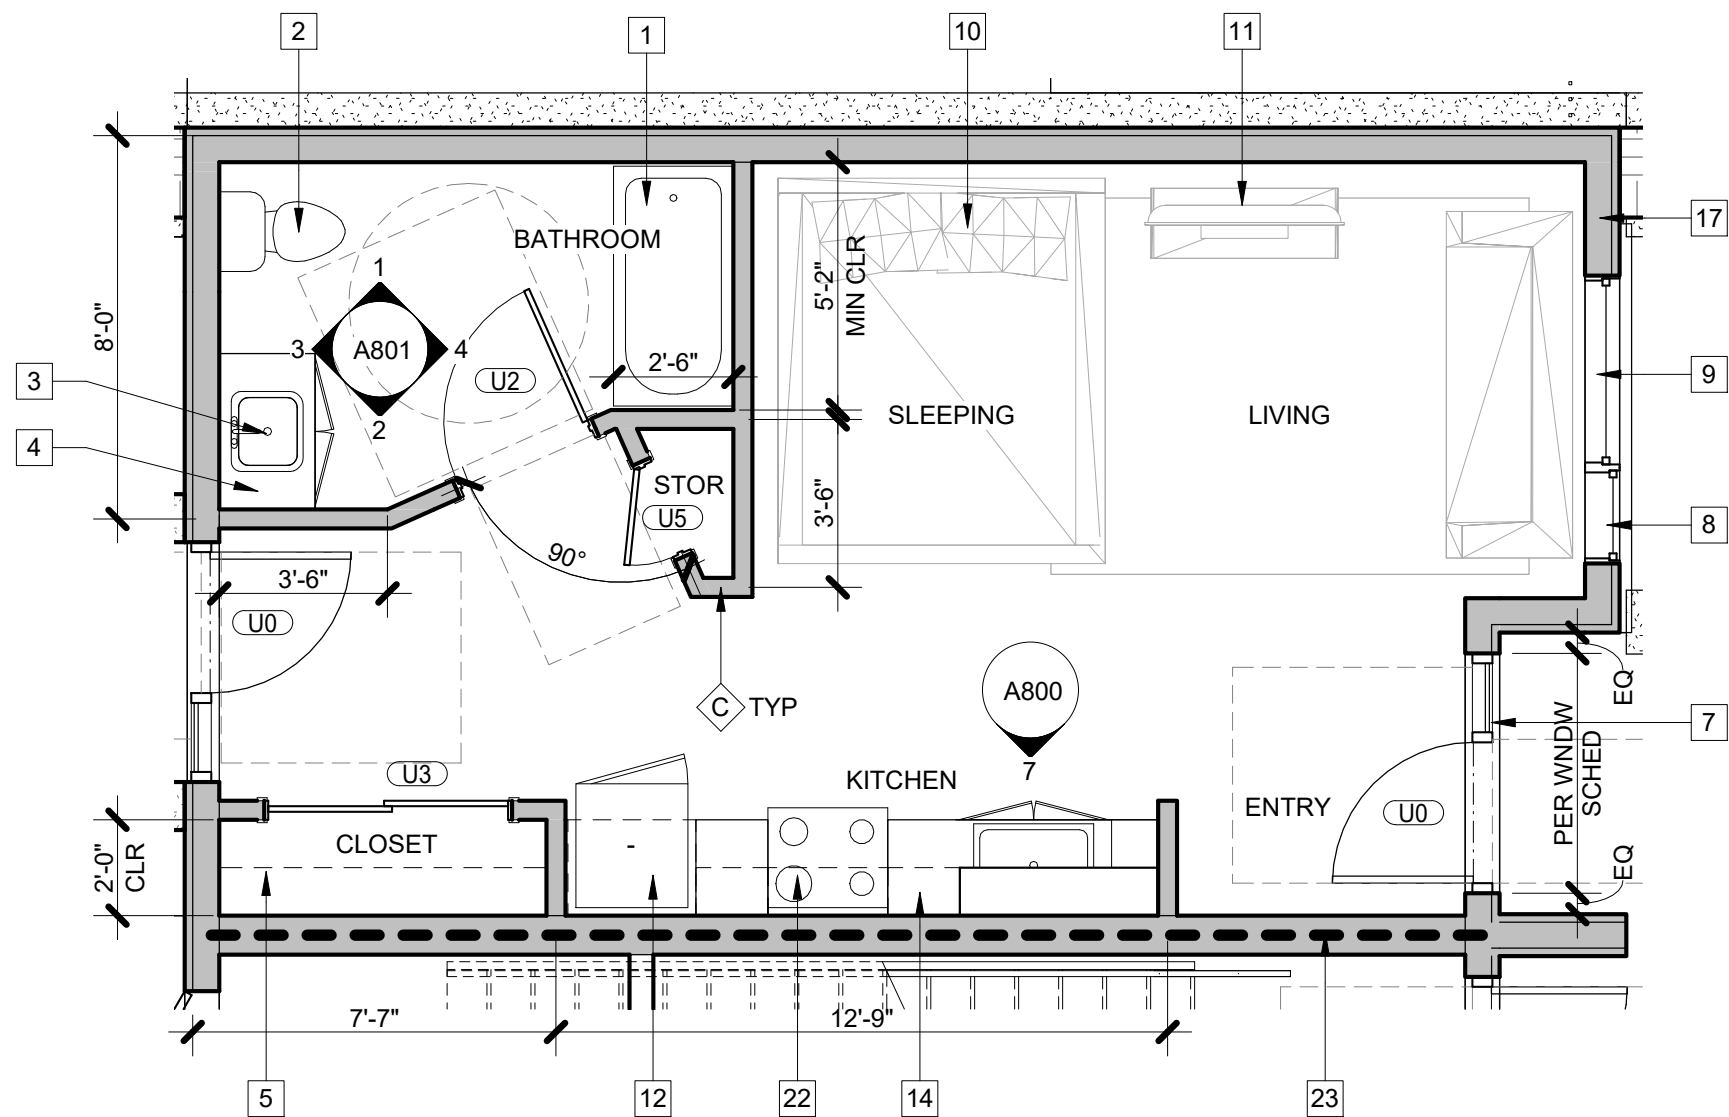 2
1
10
11
17
BATHROOM
5'-2"
MIN CLR
8'-0"
1
3
A801
4
2
U2
2'-6"
9
3
4
SLEEPING
LIVING
STOR
U5
3'-6"
8
90°
3'-6"
U0
C TYP
A800
7
EQ
7
PER WNDW
SCHED
U3
KITCHEN
ENTRY
U0
CLOSET
-
2'-0"
CLR
EQ
7'-7"
12'-9"
5
12
22
14
23